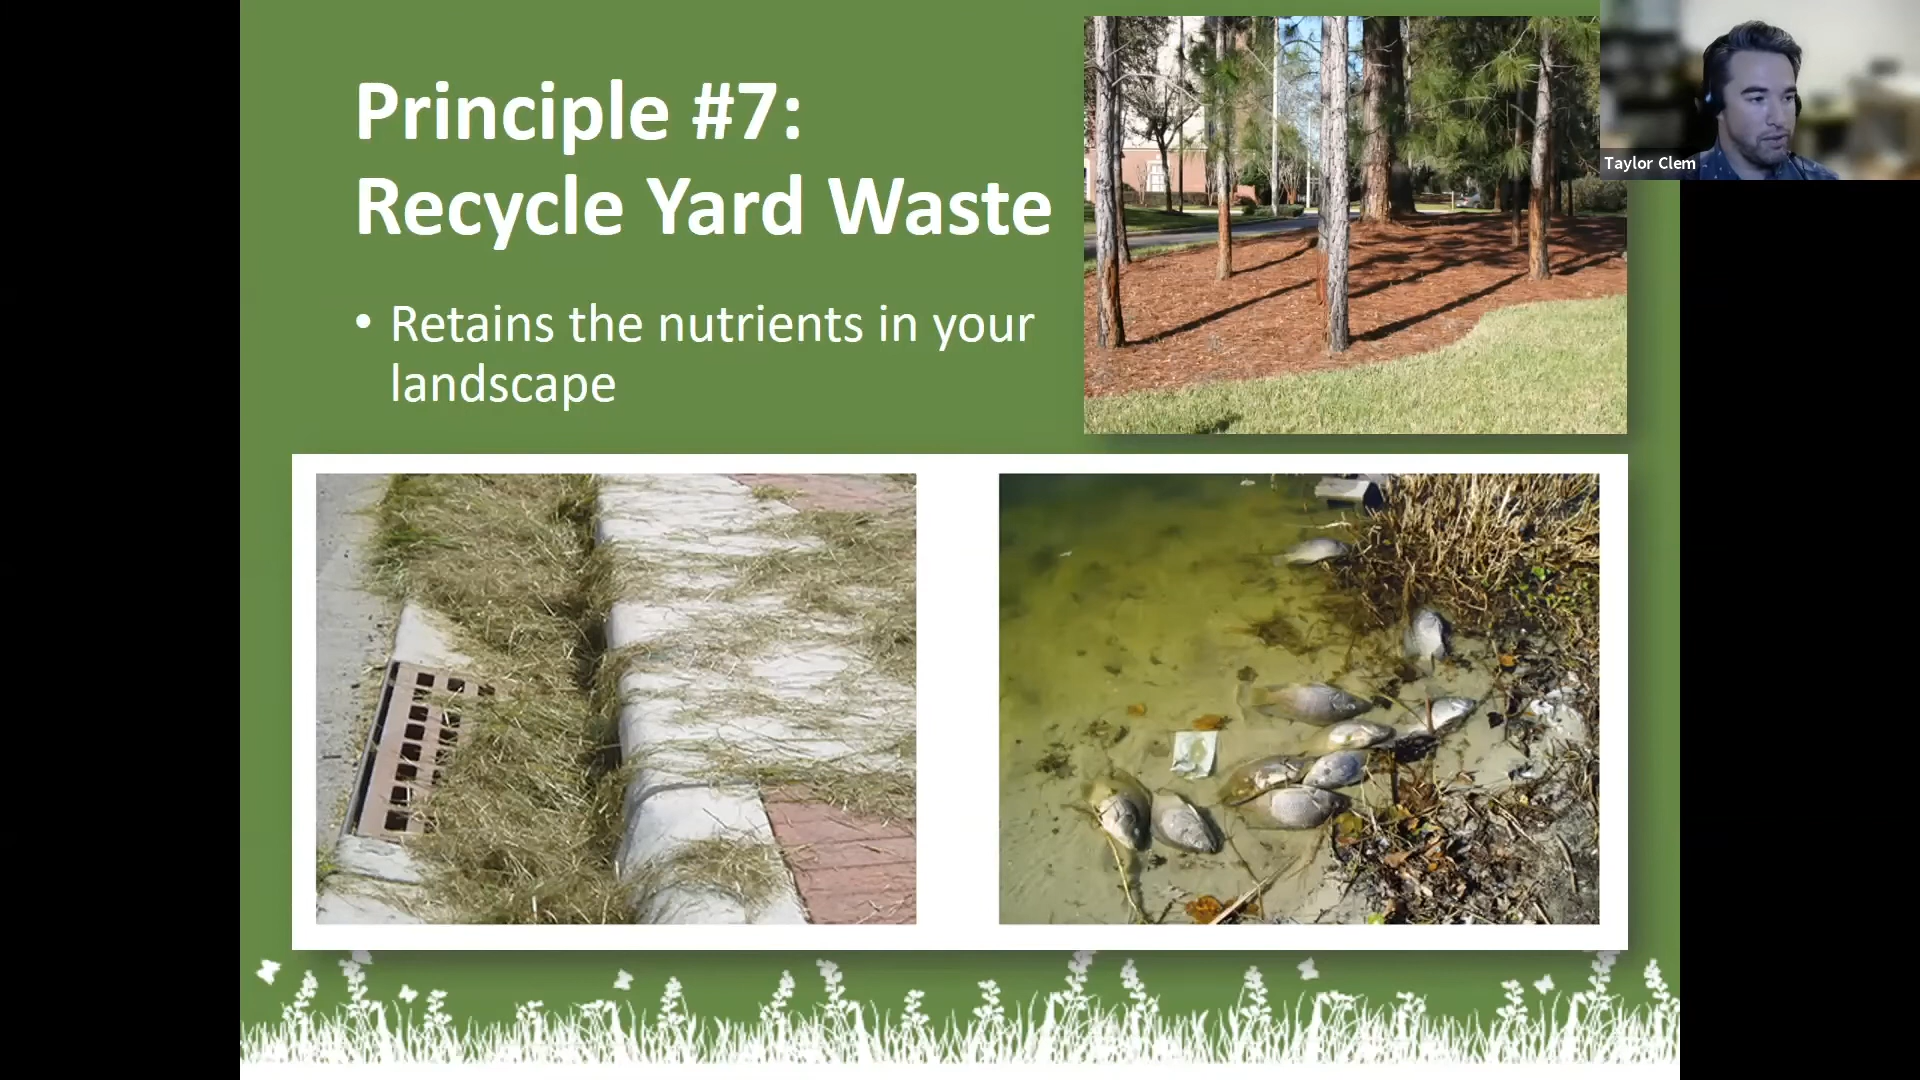 Principle #7:
Recycle Yard Waste
• Retains the nutrients in your
landscape
Taylor Clem